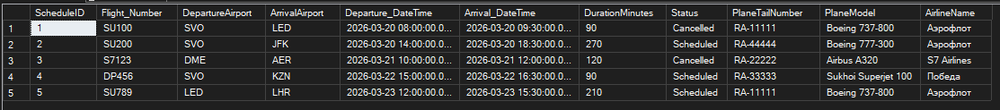 ScheduleID Flight_Number DepartureAirport ArrivalAirport Departure_DateTime Arrival_DateTime DurationMinutes Status PlaneTailNumber PlaneModel AirlineName
1 1 SU100 SVO LED 2026-03-20 08:00:00.0... 2026-03-20 09:30:00.0... 90 Cancelled RA-11111 Boeing 737-800 Аэрофлот
2 2 SU200 SVO JFK 2026-03-20 14:00:00.0... 2026-03-20 18:30:00.0... 270 Scheduled RA-44444 Boeing 777-300 Аэрофлот
3 3 S7123 DME AER 2026-03-21 10:00:00.0... 2026-03-21 12:00:00.0... 120 Cancelled RA-22222 Airbus A320 S7 Airlines
4 4 DP456 SVO KZN 2026-03-22 15:00:00.0... 2026-03-22 16:30:00.0... 90 Scheduled RA-33333 Sukhoi Superjet 100 Победа
5 5 SU789 LED LHR 2026-03-23 12:00:00.0... 2026-03-23 15:30:00.0... 210 Scheduled RA-11111 Boeing 737-800 Аэрофлот